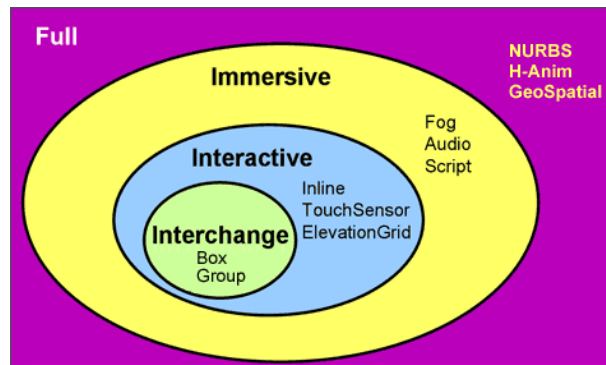 Full
NURBS
H-Anim
GeoSpatial
Immersive
Fog
Audio
Script
Interactive
Inline
TouchSensor
ElevationGrid
Interchange
Box
Group